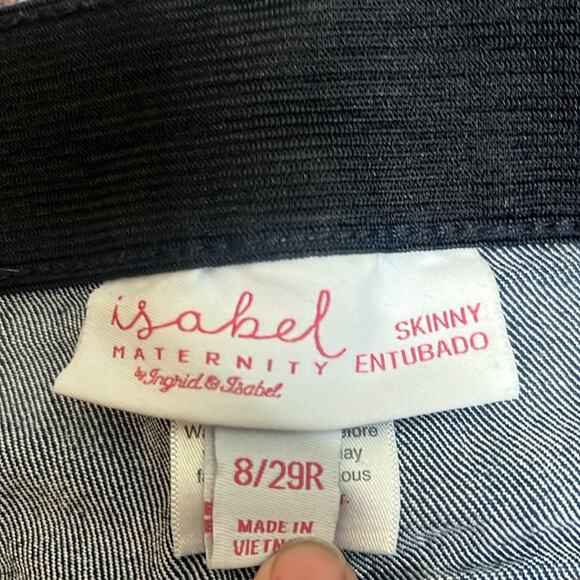 isabel
MATERNITY
by Ingrid & Isabel
SKINNY
ENTUBADO
8/29R
MADE IN